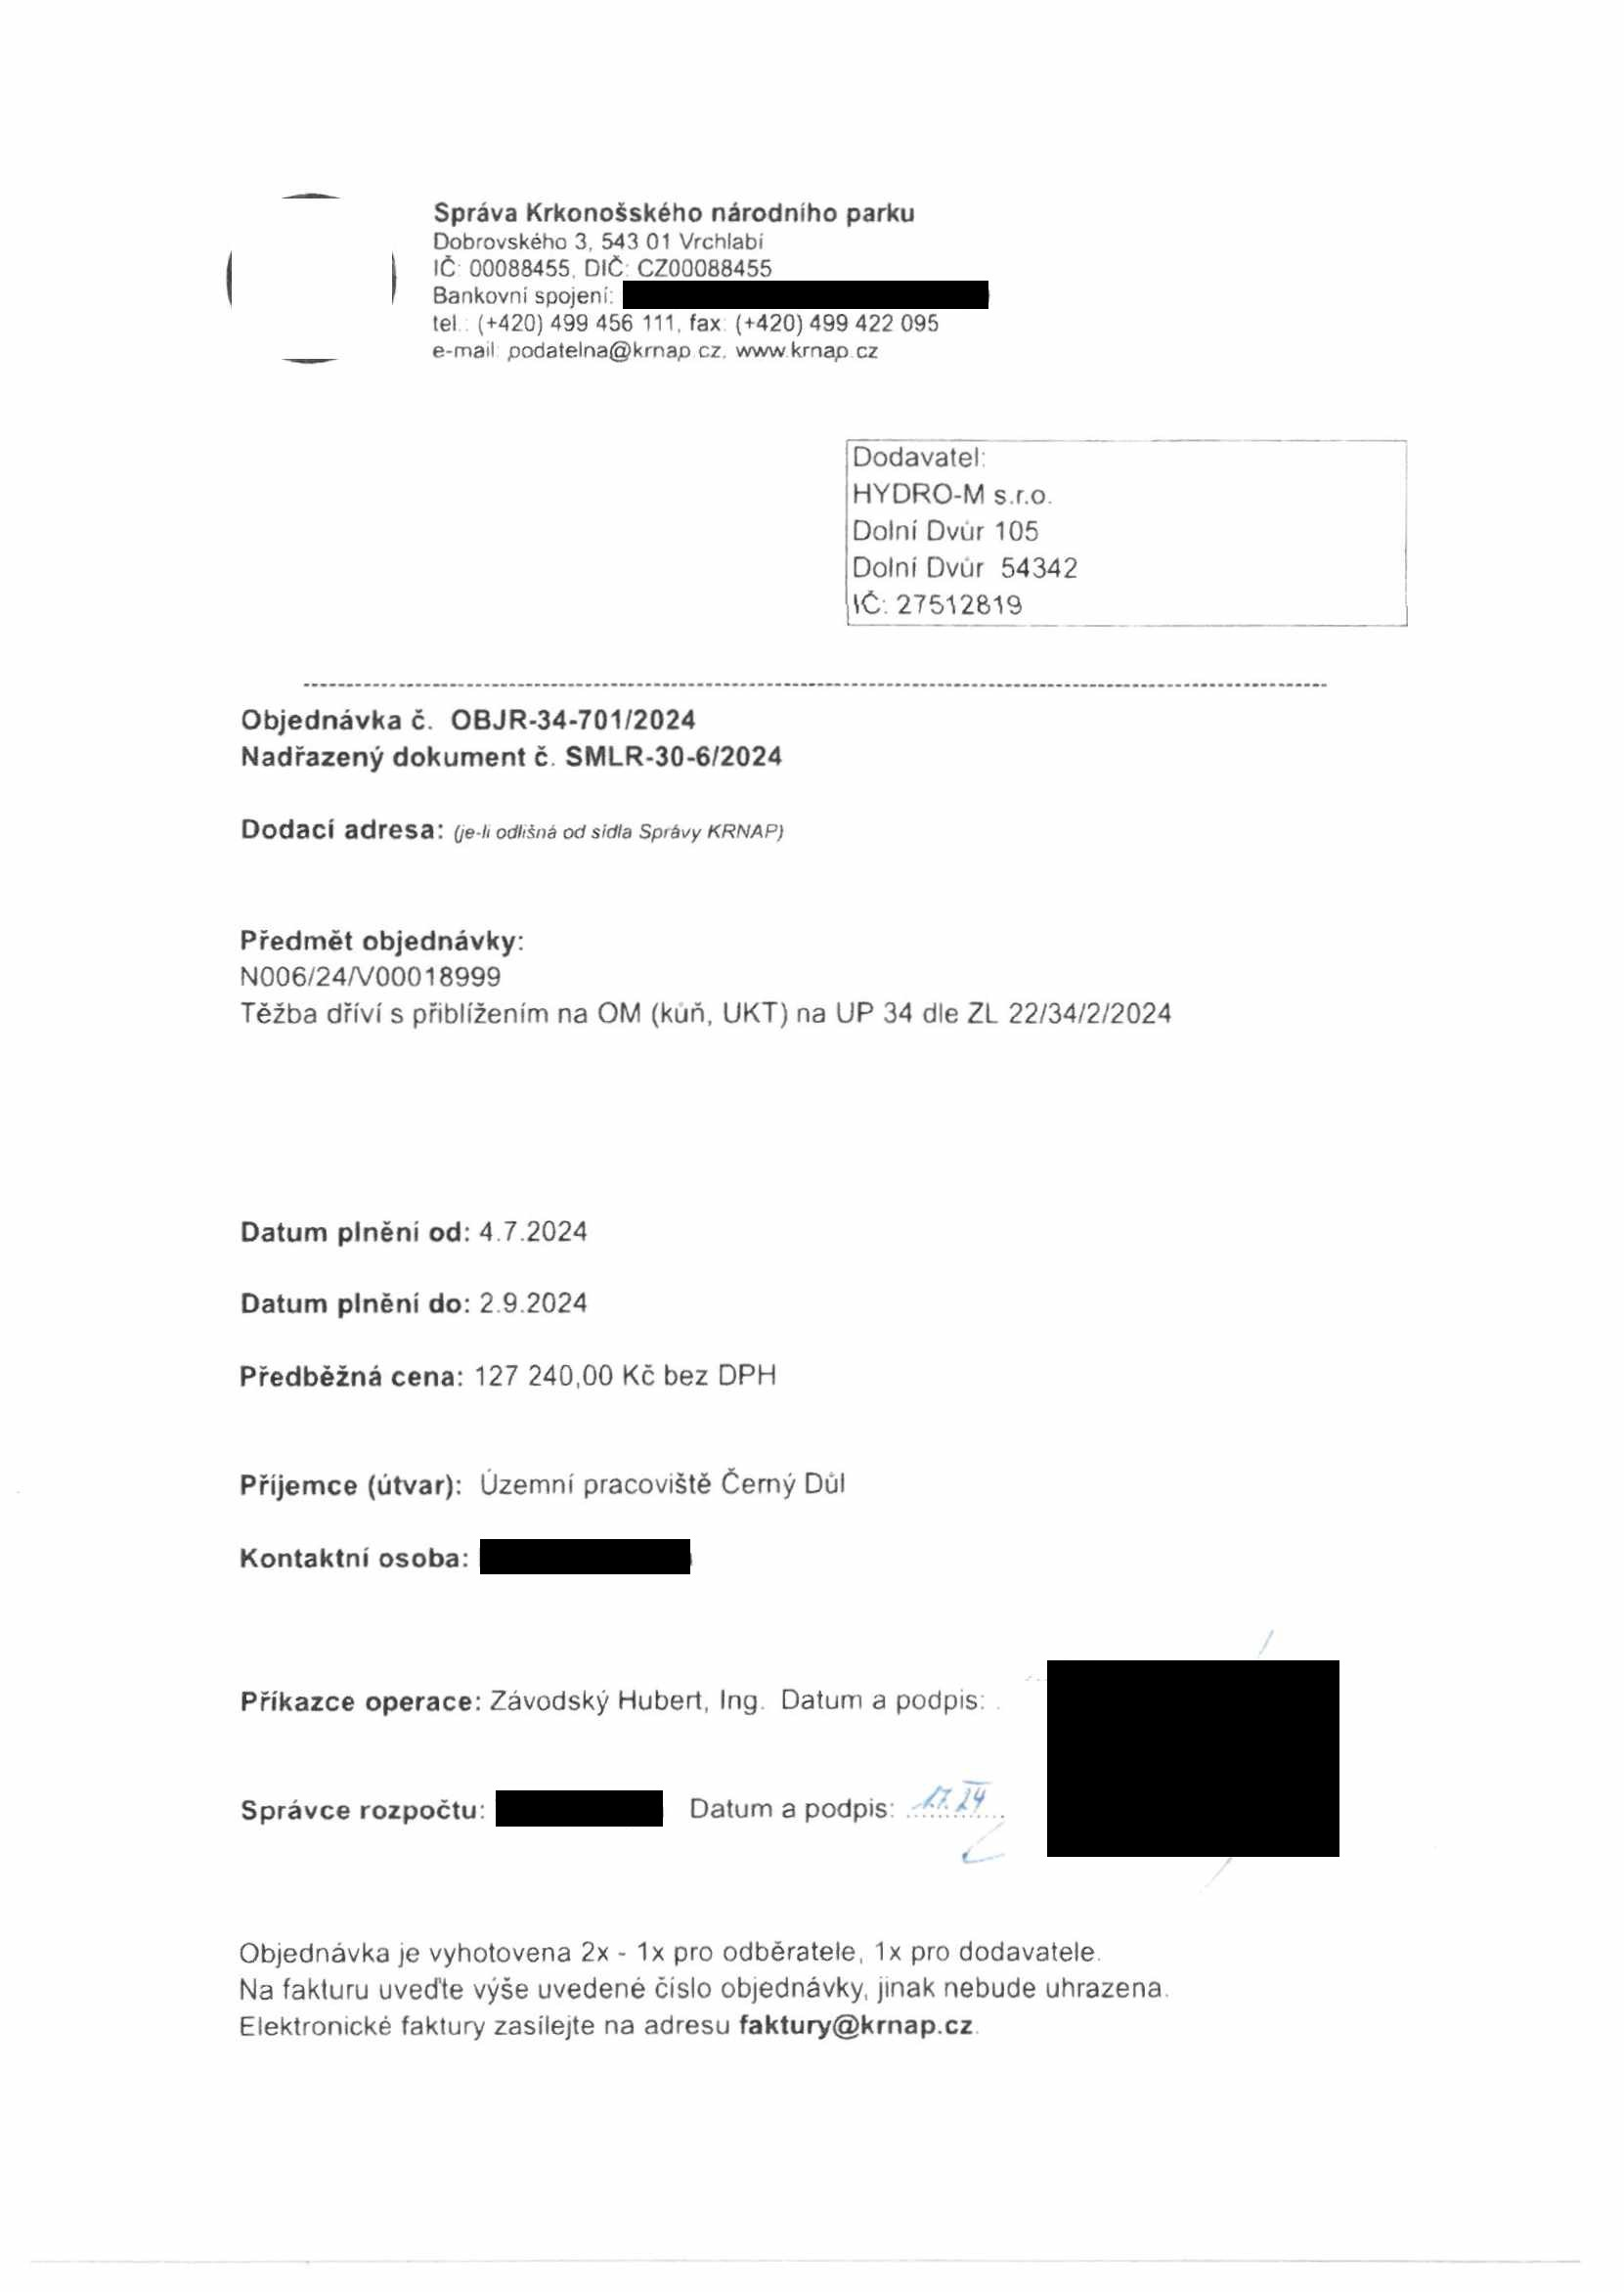 Správa Krkonošského národního parku
Dobrovského 3, 543 01 Vrchlabí
IČ: 00088455, DIČ: CZ00088455
Bankovní spojení:
tel.: (+420) 499 456 111, fax: (+420) 499 422 095
e-mail: podatelna@krnap.cz, www.krnap.cz
Dodavatel:
HYDRO-M s.r.o.
Dolní Dvůr 105
Dolní Dvůr 54342
IČ: 27512819
Objednávka č. OBJR-34-701/2024
Nadřazený dokument č. SMLR-30-6/2024
Dodací adresa: (je-li odlišná od sídla Správy KRNAP)
Předmět objednávky:
N006/24/V00018999
Těžba dříví s přiblížením na OM (kůň, UKT) na UP 34 dle ZL 22/34/2/2024
Datum plnění od: 4.7.2024
Datum plnění do: 2.9.2024
Předběžná cena: 127 240,00 Kč bez DPH
Příjemce (útvar): Územní pracoviště Černý Důl
Kontaktní osoba:
Příkazce operace: Závodský Hubert, Ing. Datum a podpis:
Správce rozpočtu: Datum a podpis:
Objednávka je vyhotovena 2x - 1x pro odběratele, 1x pro dodavatele.
Na fakturu uveďte výše uvedené číslo objednávky, jinak nebude uhrazena.
Elektronické faktury zasílejte na adresu faktury@krnap.cz.